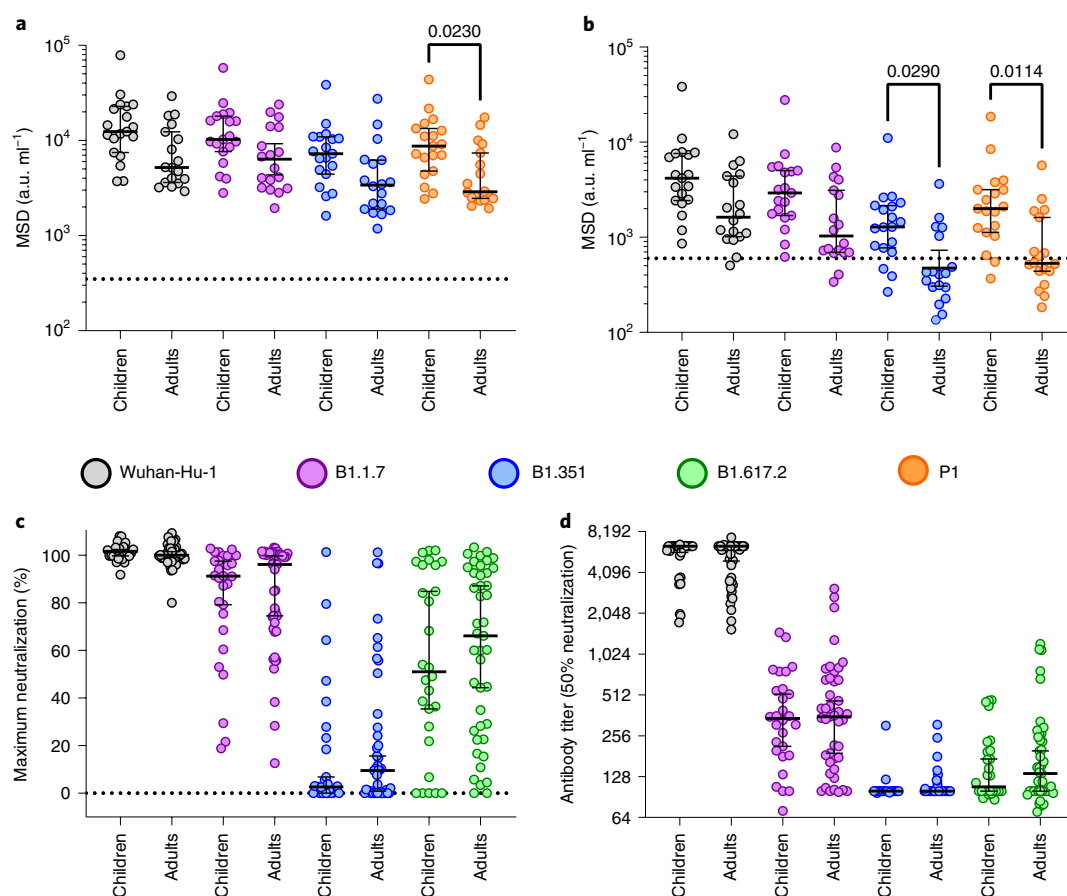 a
10⁵
10⁴
10³
10²
MSD (a.u. ml⁻¹)
0.0230
Children
Adults
Children
Adults
Children
Adults
Children
Adults
b
10⁵
10⁴
10³
10²
MSD (a.u. ml⁻¹)
0.0290
0.0114
Children
Adults
Children
Adults
Children
Adults
Children
Adults
Wuhan-Hu-1 B1.1.7 B1.351 B1.617.2 P1
c
100
80
60
40
20
0
Maximum neutralization (%)
Children
Adults
Children
Adults
Children
Adults
Children
Adults
d
8,192
4,096
2,048
1,024
512
256
128
64
Antibody titer (50% neutralization)
Children
Adults
Children
Adults
Children
Adults
Children
Adults